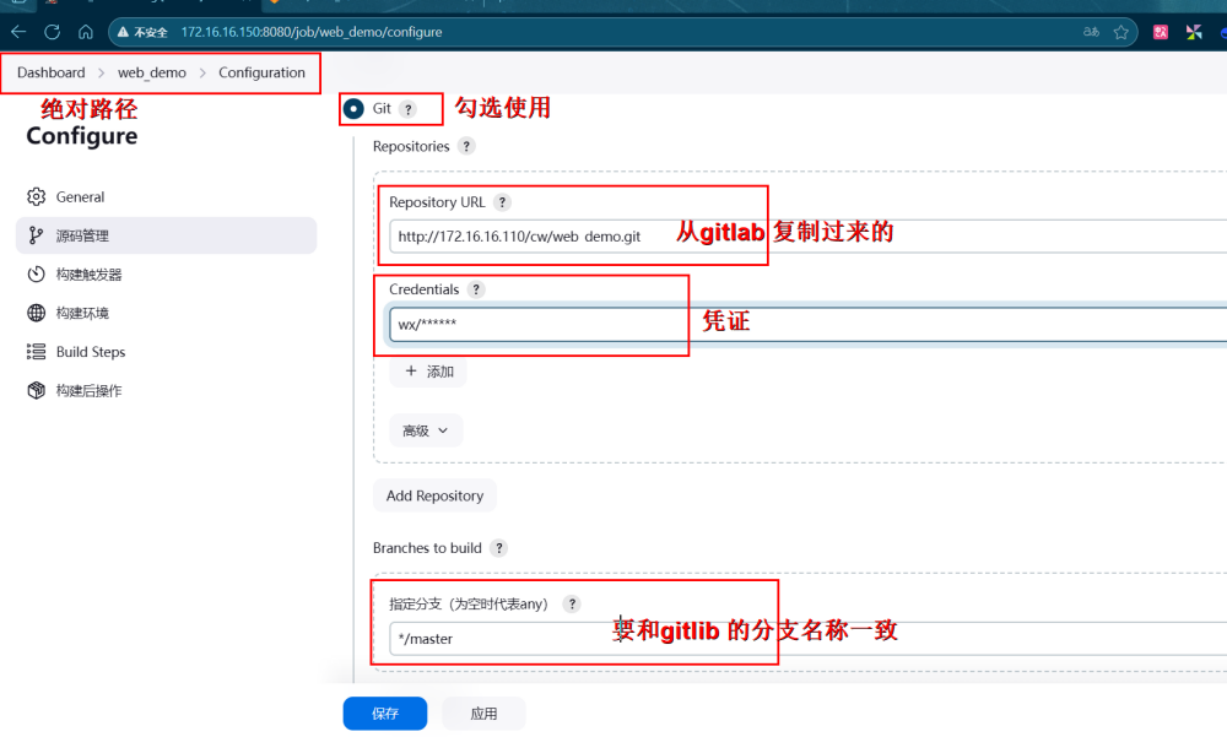 不安全 172.16.16.150:8080/job/web_demo/configure
Dashboard > web_demo > Configuration
绝对路径
Configure
General
源码管理
构建触发器
构建环境
Build Steps
构建后操作
Git ? 勾选使用
Repositories ?
Repository URL ?
http://172.16.16.110/cw/web demo.git 从gitlab 复制过来的
Credentials ?
wx/****** 凭证
+ 添加
高级
Add Repository
Branches to build ?
指定分支（为空时代表any） ?
*/master 要和gitlib 的分支名称一致
保存 应用